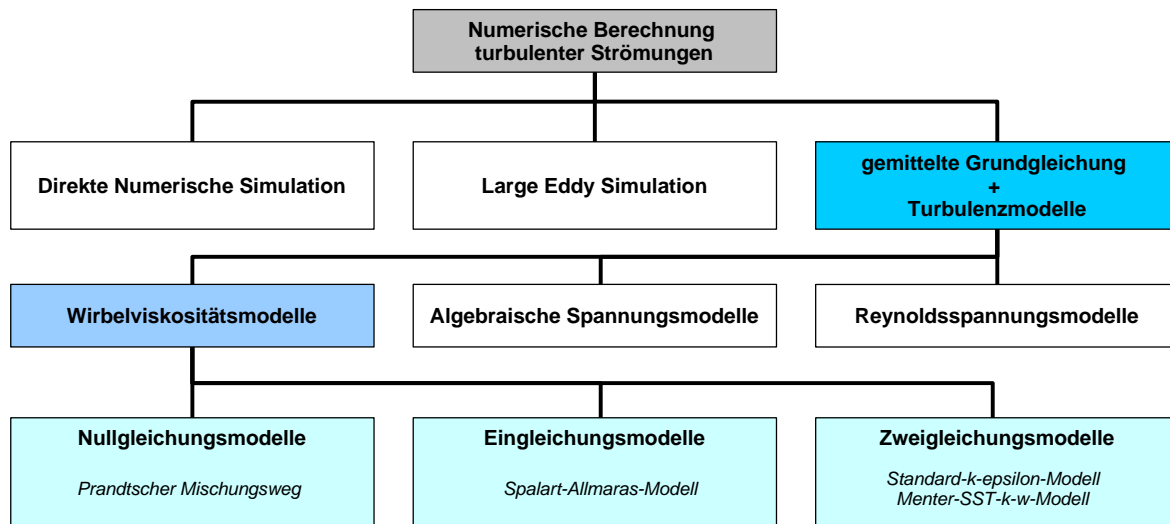 Numerische Berechnung
turbulenter Strömungen
Direkte Numerische Simulation
Large Eddy Simulation
gemittelte Grundgleichung
+
Turbulenzmodelle
Wirbelviskositätsmodelle
Algebraische Spannungsmodelle
Reynoldsspannungsmodelle
Nullgleichungsmodelle
Prandtscher Mischungsweg
Eingleichungsmodelle
Spalart-Allmaras-Modell
Zweigleichungsmodelle
Standard-k-epsilon-Modell
Menter-SST-k-w-Modell